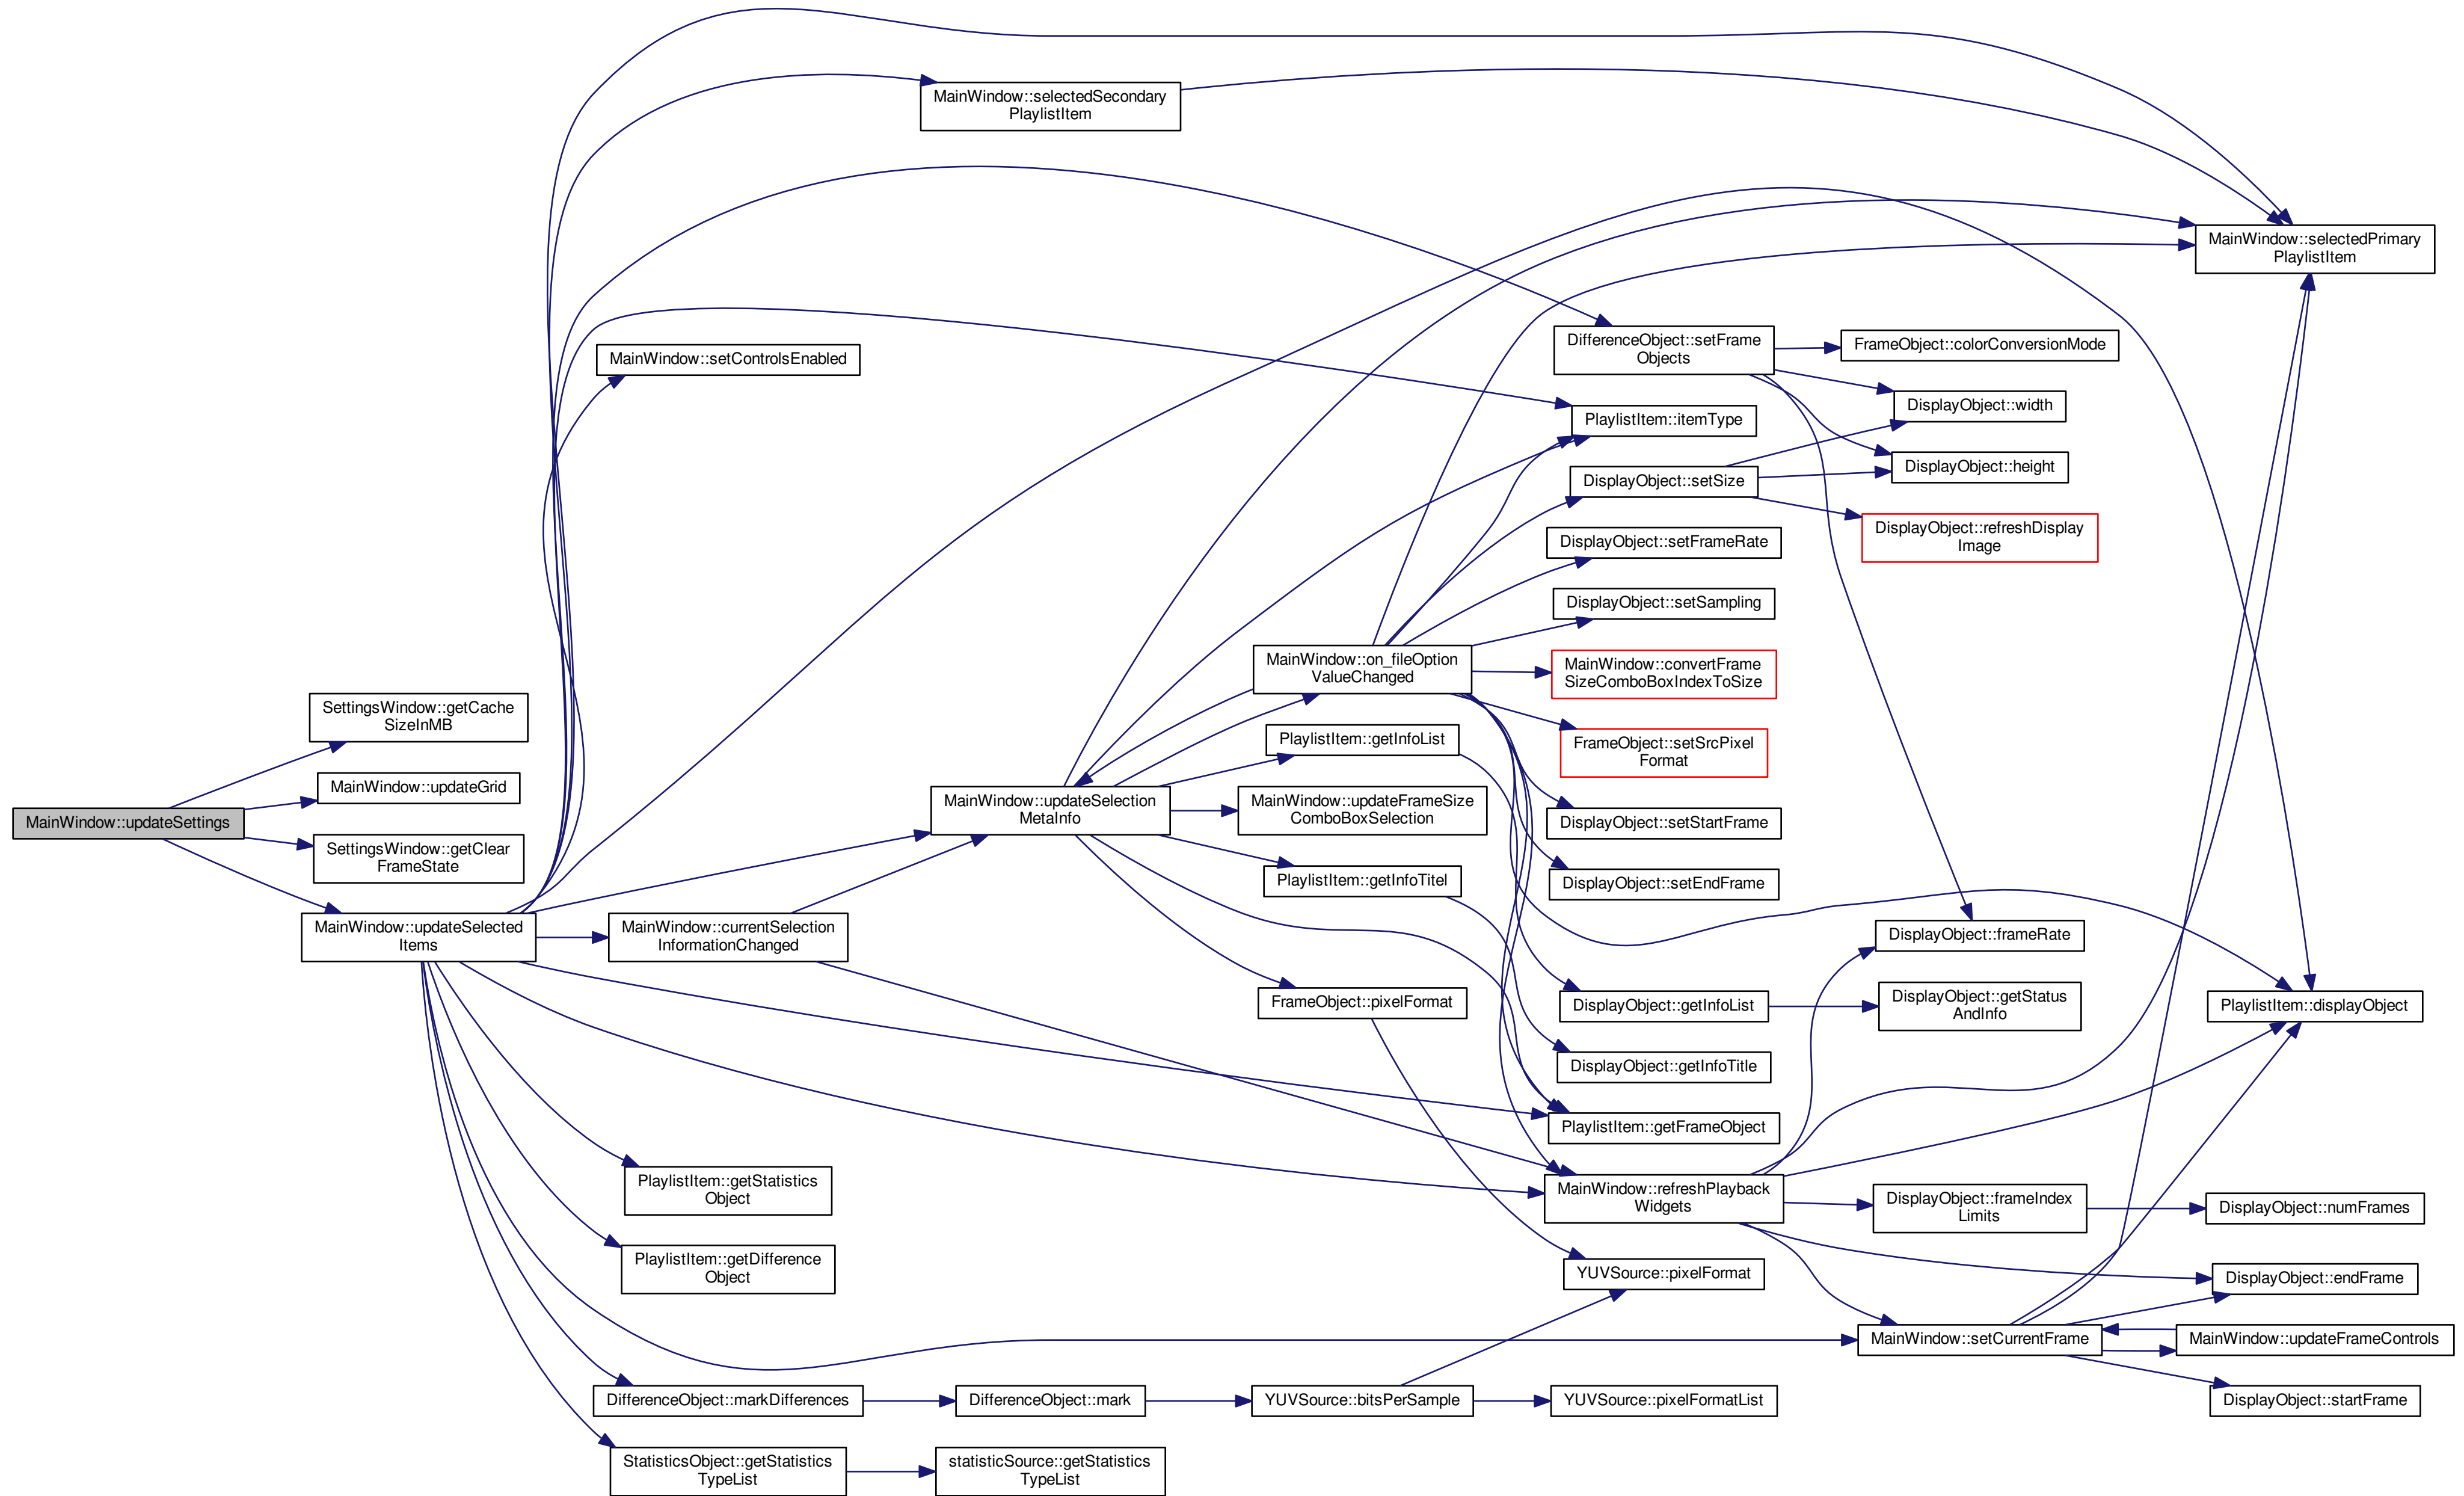 MainWindow::updateSettings
SettingsWindow::getCache
SizeInMB
MainWindow::updateGrid
SettingsWindow::getClear
FrameState
MainWindow::updateSelected
Items
MainWindow::setControlsEnabled
MainWindow::currentSelection
InformationChanged
PlaylistItem::getStatistics
Object
PlaylistItem::getDifference
Object
DifferenceObject::markDifferences
StatisticsObject::getStatistics
TypeList
MainWindow::selectedSecondary
PlaylistItem
MainWindow::updateSelection
MetaInfo
DifferenceObject::mark
statisticSource::getStatistics
TypeList
MainWindow::on_fileOption
ValueChanged
PlaylistItem::getInfoList
MainWindow::updateFrameSize
ComboBoxSelection
PlaylistItem::getInfoTitel
FrameObject::pixelFormat
YUVSource::bitsPerSample
DifferenceObject::setFrame
Objects
PlaylistItem::itemType
DisplayObject::setSize
DisplayObject::setFrameRate
DisplayObject::setSampling
MainWindow::convertFrame
SizeComboBoxIndexToSize
FrameObject::setSrcPixel
Format
DisplayObject::setStartFrame
DisplayObject::setEndFrame
DisplayObject::getInfoList
DisplayObject::getInfoTitle
PlaylistItem::getFrameObject
MainWindow::refreshPlayback
Widgets
YUVSource::pixelFormat
YUVSource::pixelFormatList
FrameObject::colorConversionMode
DisplayObject::width
DisplayObject::height
DisplayObject::refreshDisplay
Image
DisplayObject::frameRate
DisplayObject::getStatus
AndInfo
DisplayObject::frameIndex
Limits
MainWindow::setCurrentFrame
MainWindow::selectedPrimary
PlaylistItem
PlaylistItem::displayObject
DisplayObject::numFrames
DisplayObject::endFrame
MainWindow::updateFrameControls
DisplayObject::startFrame